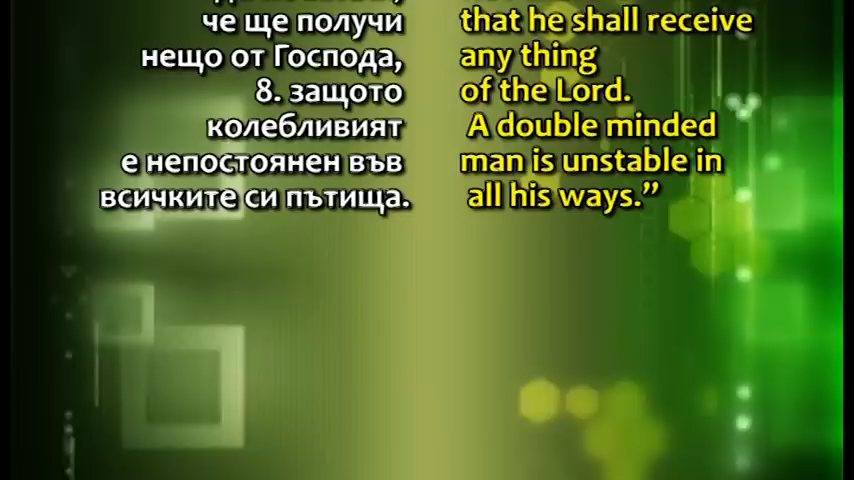 че ще получи
нещо от Господа,
8. защото
колебливият
е непостоянен във
всичките си пътища.
that he shall receive
any thing
of the Lord.
A double minded
man is unstable in
all his ways.”